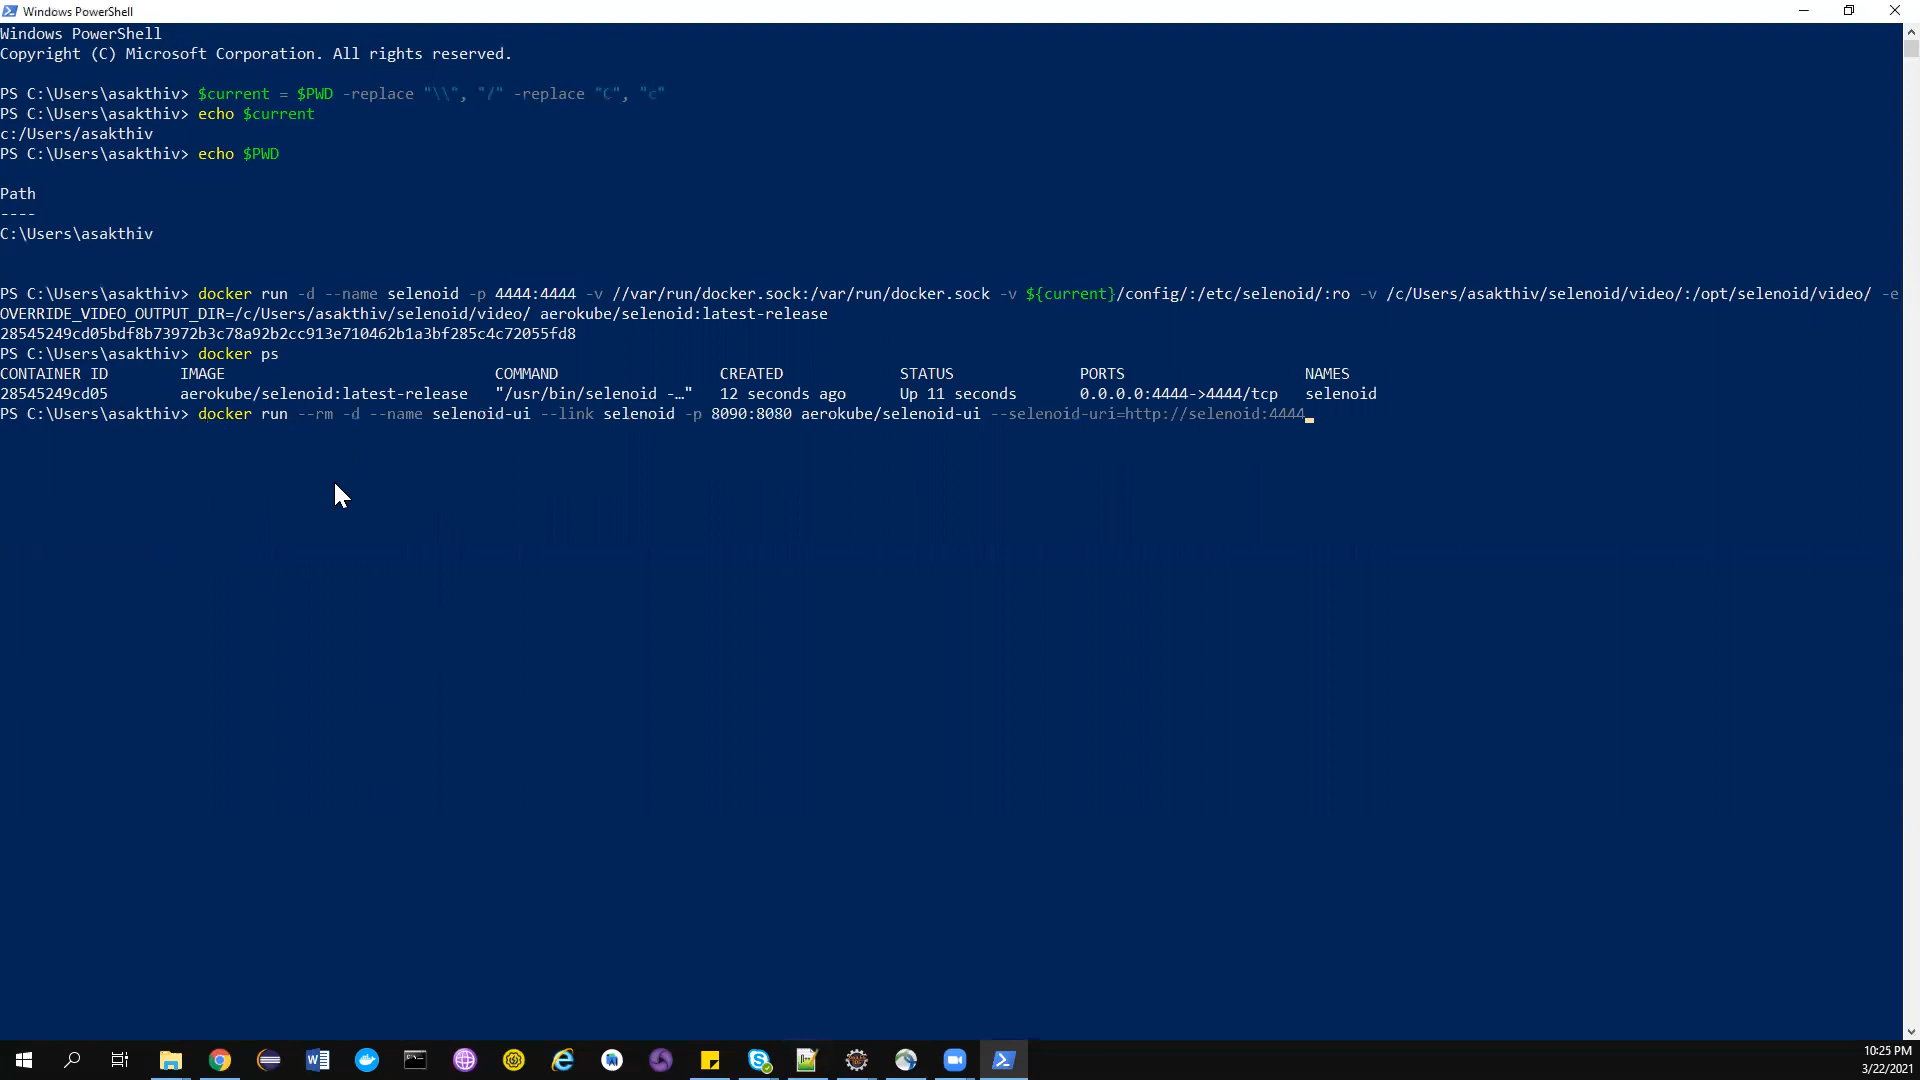 Windows PowerShell
Windows PowerShell
Copyright (C) Microsoft Corporation. All rights reserved.
PS C:\Users\asakthiv> $current = $PWD -replace "\\", "/" -replace "C", "c"
PS C:\Users\asakthiv> echo $current
c:/Users/asakthiv
PS C:\Users\asakthiv> echo $PWD
Path
----
C:\Users\asakthiv
PS C:\Users\asakthiv> docker run -d --name selenoid -p 4444:4444 -v //var/run/docker.sock:/var/run/docker.sock -v ${current}/config/:/etc/selenoid/:ro -v /c/Users/asakthiv/selenoid/video/:/opt/selenoid/video/ -e
OVERRIDE_VIDEO_OUTPUT_DIR=/c/Users/asakthiv/selenoid/video/ aerokube/selenoid:latest-release
28545249cd05bdf8b73972b3c78a92b2cc913e710462b1a3bf285c4c72055fd8
PS C:\Users\asakthiv> docker ps
CONTAINER ID IMAGE COMMAND CREATED STATUS PORTS NAMES
28545249cd05 aerokube/selenoid:latest-release "/usr/bin/selenoid -…" 12 seconds ago Up 11 seconds 0.0.0.0:4444->4444/tcp selenoid
PS C:\Users\asakthiv> docker run --rm -d --name selenoid-ui --link selenoid -p 8090:8080 aerokube/selenoid-ui --selenoid-uri=http://selenoid:4444
10:25 PM
3/22/2021